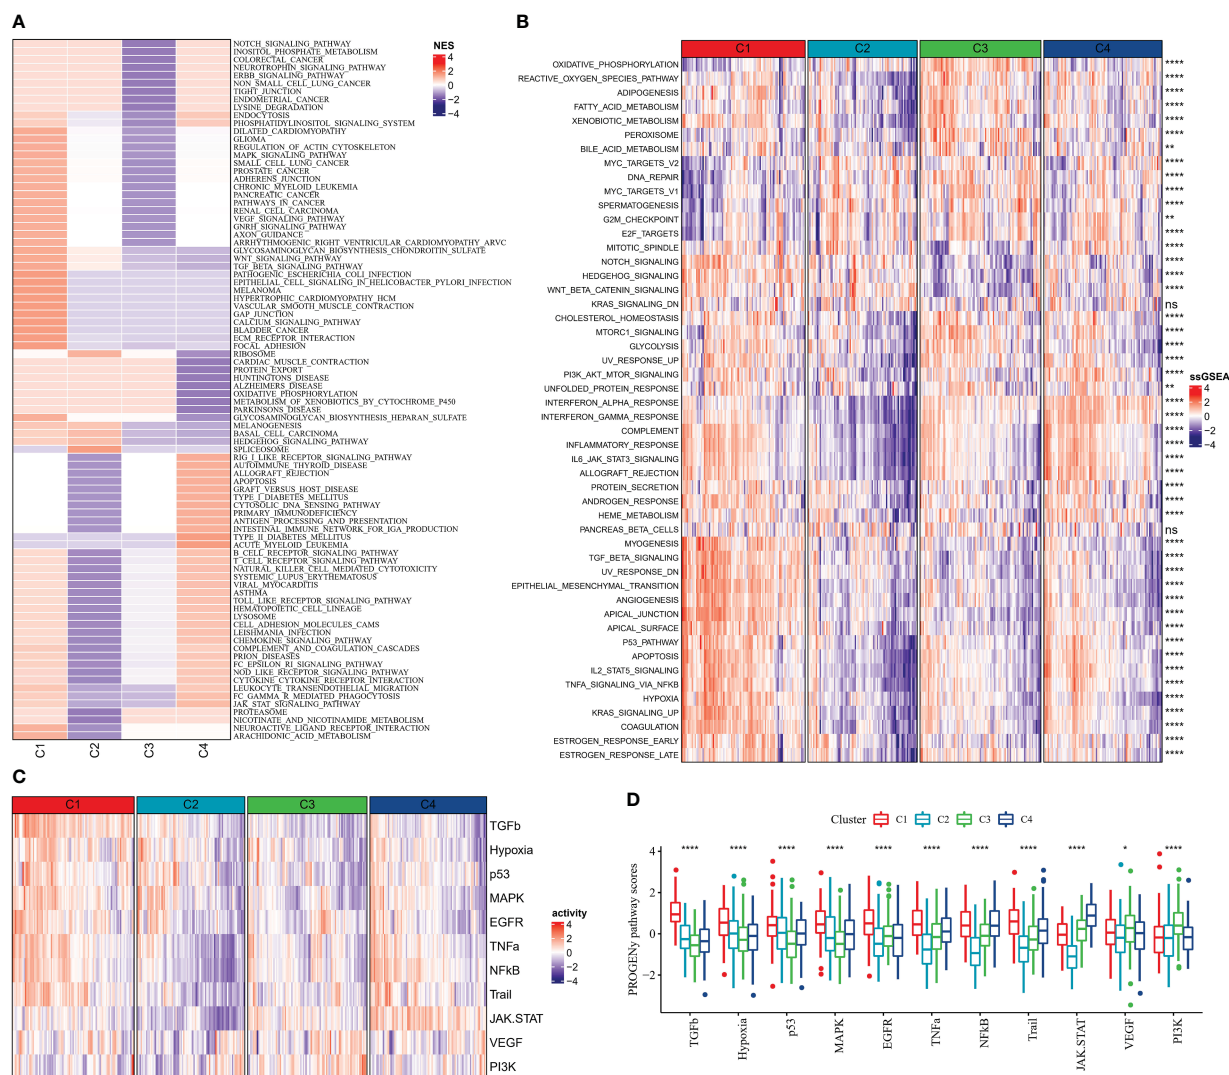 A
NES
4
2
0
−2
−4
NOTCH_SIGNALING_PATHWAY
INOSITOL_PHOSPHATE_METABOLISM
COLORECTAL_CANCER
NEUROTROPHIN_SIGNALING_PATHWAY
ERBB_SIGNALING_PATHWAY
NON_SMALL_CELL_LUNG_CANCER
TIGHT_JUNCTION
ENDOMETRIAL_CANCER
LYSINE_DEGRADATION
ENDOCYTOSIS
PHOSPHATIDYLINOSITOL_SIGNALING_SYSTEM
DILATED_CARDIOMYOPATHY
GLIOMA
REGULATION_OF_ACTIN_CYTOSKELETON
MAPK_SIGNALING_PATHWAY
SMALL_CELL_LUNG_CANCER
PROSTATE_CANCER
ADHERENS_JUNCTION
CHRONIC_MYELOID_LEUKEMIA
PANCREATIC_CANCER
PATHWAYS_IN_CANCER
RENAL_CELL_CARCINOMA
VEGF_SIGNALING_PATHWAY
GNRH_SIGNALING_PATHWAY
AXON_GUIDANCE
ARRHYTHMOGENIC_RIGHT_VENTRICULAR_CARDIOMYOPATHY_ARVC
GLYCOSAMINOGLYCAN_BIOSYNTHESIS_CHONDROITIN_SULFATE
WNT_SIGNALING_PATHWAY
TGF_BETA_SIGNALING_PATHWAY
PATHOGENIC_ESCHERICHIA_COLI_INFECTION
EPITHELIAL_CELL_SIGNALING_IN_HELICOBACTER_PYLORI_INFECTION
MELANOMA
HYPERTROPHIC_CARDIOMYOPATHY_HCM
VASCULAR_SMOOTH_MUSCLE_CONTRACTION
GAP_JUNCTION
CALCIUM_SIGNALING_PATHWAY
BLADDER_CANCER
ECM_RECEPTOR_INTERACTION
FOCAL_ADHESION
RIBOSOME
CARDIAC_MUSCLE_CONTRACTION
PROTEIN_EXPORT
HUNTINGTONS_DISEASE
ALZHEIMERS_DISEASE
OXIDATIVE_PHOSPHORYLATION
METABOLISM_OF_XENOBIOTICS_BY_CYTOCHROME_P450
PARKINSONS_DISEASE
GLYCOSAMINOGLYCAN_BIOSYNTHESIS_HEPARAN_SULFATE
MELANOGENESIS
BASAL_CELL_CARCINOMA
HEDGEHOG_SIGNALING_PATHWAY
SPLICEOSOME
RIG_I_LIKE_RECEPTOR_SIGNALING_PATHWAY
AUTOIMMUNE_THYROID_DISEASE
ALLOGRAFT_REJECTION
APOPTOSIS
GRAFT_VERSUS_HOST_DISEASE
TYPE_I_DIABETES_MELLITUS
CYTOSOLIC_DNA_SENSING_PATHWAY
PRIMARY_IMMUNODEFICIENCY
ANTIGEN_PROCESSING_AND_PRESENTATION
INTESTINAL_IMMUNE_NETWORK_FOR_IGA_PRODUCTION
TYPE_II_DIABETES_MELLITUS
ACUTE_MYELOID_LEUKEMIA
B_CELL_RECEPTOR_SIGNALING_PATHWAY
T_CELL_RECEPTOR_SIGNALING_PATHWAY
NATURAL_KILLER_CELL_MEDIATED_CYTOTOXICITY
SYSTEMIC_LUPUS_ERYTHEMATOSUS
VIRAL_MYOCARDITIS
ASTHMA
TOLL_LIKE_RECEPTOR_SIGNALING_PATHWAY
HEMATOPOIETIC_CELL_LINEAGE
LYSOSOME
CELL_ADHESION_MOLECULES_CAMS
LEISHMANIA_INFECTION
CHEMOKINE_SIGNALING_PATHWAY
COMPLEMENT_AND_COAGULATION_CASCADES
PRION_DISEASES
FC_EPSILON_RI_SIGNALING_PATHWAY
NOD_LIKE_RECEPTOR_SIGNALING_PATHWAY
CYTOKINE_CYTOKINE_RECEPTOR_INTERACTION
LEUKOCYTE_TRANSENDOTHELIAL_MIGRATION
FC_GAMMA_R_MEDIATED_PHAGOCYTOSIS
JAK_STAT_SIGNALING_PATHWAY
PROTEASOME
NICOTINATE_AND_NICOTINAMIDE_METABOLISM
NEUROACTIVE_LIGAND_RECEPTOR_INTERACTION
ARACHIDONIC_ACID_METABOLISM
C1 C2 C3 C4
B
C1 C2 C3 C4
OXIDATIVE_PHOSPHORYLATION ****
REACTIVE_OXYGEN_SPECIES_PATHWAY ****
ADIPOGENESIS ****
FATTY_ACID_METABOLISM ****
XENOBIOTIC_METABOLISM ****
PEROXISOME ****
BILE_ACID_METABOLISM **
MYC_TARGETS_V2 ****
DNA_REPAIR ****
MYC_TARGETS_V1 ****
SPERMATOGENESIS ****
G2M_CHECKPOINT **
E2F_TARGETS ****
MITOTIC_SPINDLE ****
NOTCH_SIGNALING ****
HEDGEHOG_SIGNALING ****
WNT_BETA_CATENIN_SIGNALING ****
KRAS_SIGNALING_DN ns
CHOLESTEROL_HOMEOSTASIS ****
MTORC1_SIGNALING ****
GLYCOLYSIS ****
UV_RESPONSE_UP ****
PI3K_AKT_MTOR_SIGNALING ****
UNFOLDED_PROTEIN_RESPONSE **
INTERFERON_ALPHA_RESPONSE ****
INTERFERON_GAMMA_RESPONSE ****
COMPLEMENT ****
INFLAMMATORY_RESPONSE ****
IL6_JAK_STAT3_SIGNALING ****
ALLOGRAFT_REJECTION ****
PROTEIN_SECRETION ****
ANDROGEN_RESPONSE ****
HEME_METABOLISM ****
PANCREAS_BETA_CELLS ns
MYOGENESIS ****
TGF_BETA_SIGNALING ****
UV_RESPONSE_DN ****
EPITHELIAL_MESENCHYMAL_TRANSITION ****
ANGIOGENESIS ****
APICAL_JUNCTION ****
APICAL_SURFACE ****
P53_PATHWAY ****
APOPTOSIS ****
IL2_STAT5_SIGNALING ****
TNFA_SIGNALING_VIA_NFKB ****
HYPOXIA ****
KRAS_SIGNALING_UP ****
COAGULATION ****
ESTROGEN_RESPONSE_EARLY ****
ESTROGEN_RESPONSE_LATE ****
ssGSEA
4
2
0
−2
−4
C
C1 C2 C3 C4
TGFb
Hypoxia
p53
MAPK
EGFR
TNFa
NFkB
Trail
JAK.STAT
VEGF
PI3K
activity
4
2
0
−2
−4
D
Cluster C1 C2 C3 C4
**** **** **** **** **** **** **** **** **** * ****
PROGENy pathway scores
4
2
0
−2
TGFb Hypoxia p53 MAPK EGFR TNFa NFkB Trail JAK.STAT VEGF PI3K